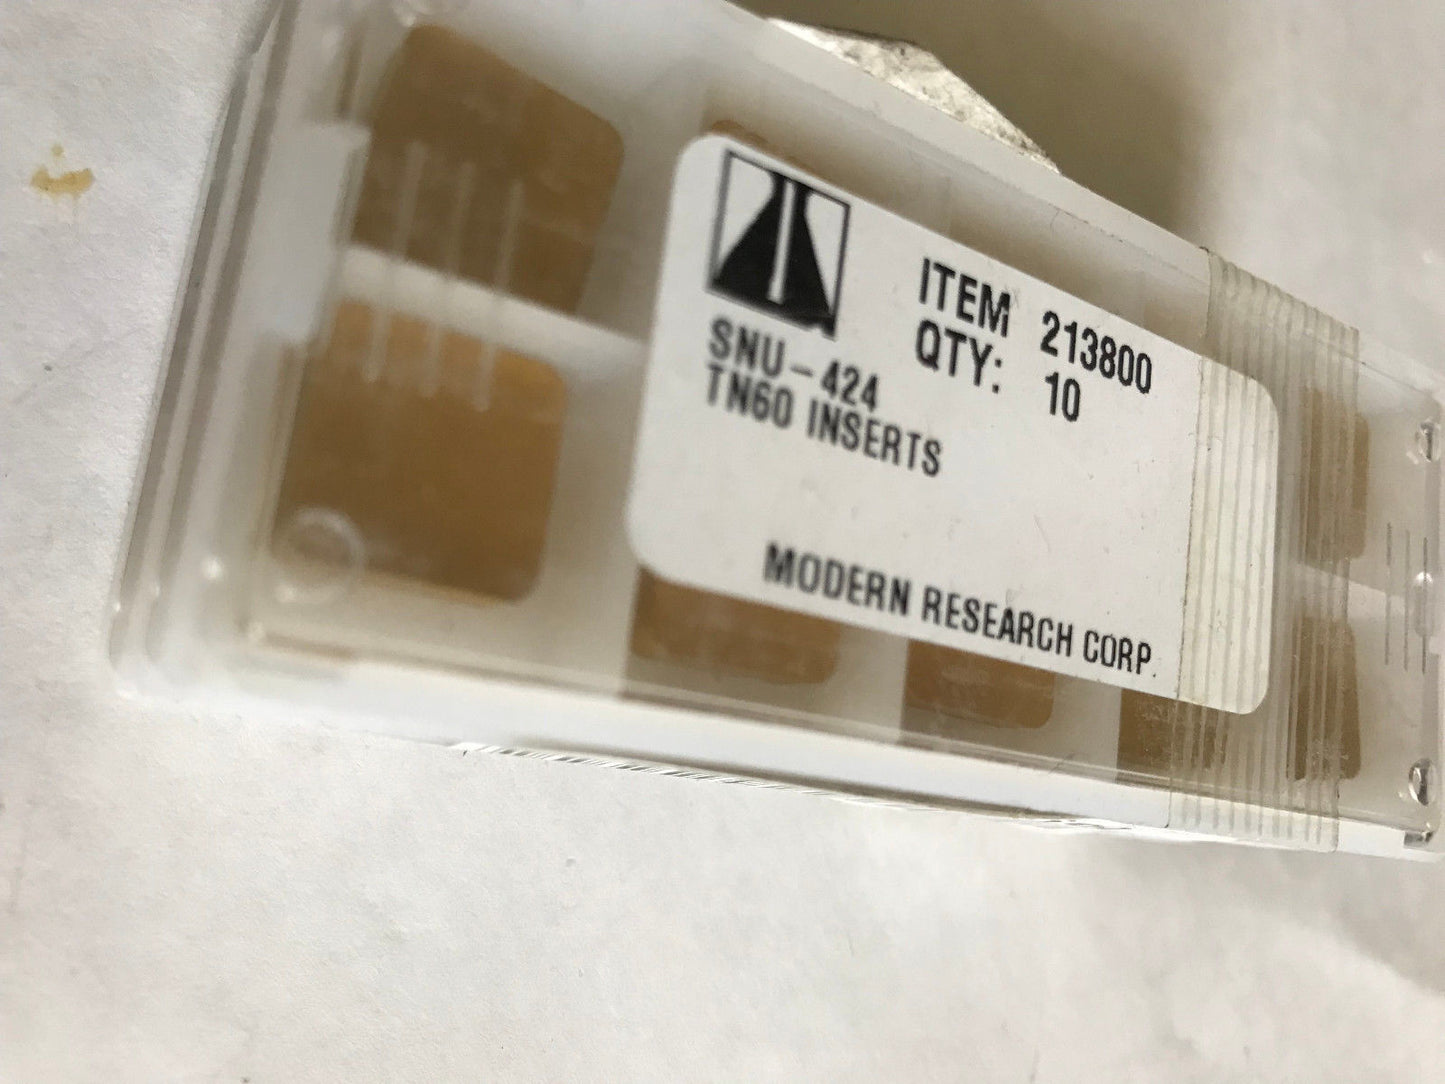 ITEM 213800
QTY: 10
SNU-424
TN60 INSERTS
MODERN RESEARCH CORP.